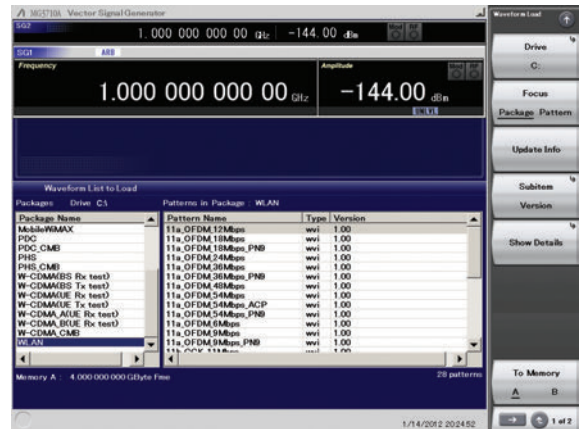 MG3710A Vector Signal Generator
SG2
1. 000 000 000 00 GHz -144. 00 dBm
Mod RF
SG1 ARB
Frequency Amplitude
Mod RF
1.000 000 000 00 GHz
-144.00 dBm
Waveform List to Load
Packages Drive C:\
Patterns in Package : WLAN
Package Name
MobileWiMAX
PDC
PDC_CMB
PHS
PHS_CMB
W-CDMA(BS Rx test)
W-CDMA(BS Tx test)
W-CDMA(UE Rx test)
W-CDMA(UE Tx test)
W-CDMA_A(UE Rx test)
W-CDMA_B(UE Rx test)
W-CDMA_CMB
WLAN
Pattern Name Type Version
11a_OFDM_12Mbps wvi 1.00
11a_OFDM_18Mbps wvi 1.00
11a_OFDM_18Mbps_PN9 wvi 1.00
11a_OFDM_24Mbps wvi 1.00
11a_OFDM_36Mbps wvi 1.00
11a_OFDM_36Mbps_PN9 wvi 1.00
11a_OFDM_48Mbps wvi 1.00
11a_OFDM_54Mbps wvi 1.00
11a_OFDM_54Mbps_ACP wvi 1.00
11a_OFDM_54Mbps_PN9 wvi 1.00
11a_OFDM_6Mbps wvi 1.00
11a_OFDM_9Mbps wvi 1.00
11a_OFDM_9Mbps_PN9 wvi 1.00
11b_CCK_11Mbps wvi 1.00
Memory A : 4.000 000 000 GByte Free
28 patterns
1/14/2012 20:24:52
Waveform Load
Drive
C:
Focus
Package Pattern
Update Info
Subitem
Version
Show Details
To Memory
A B
1 of 2